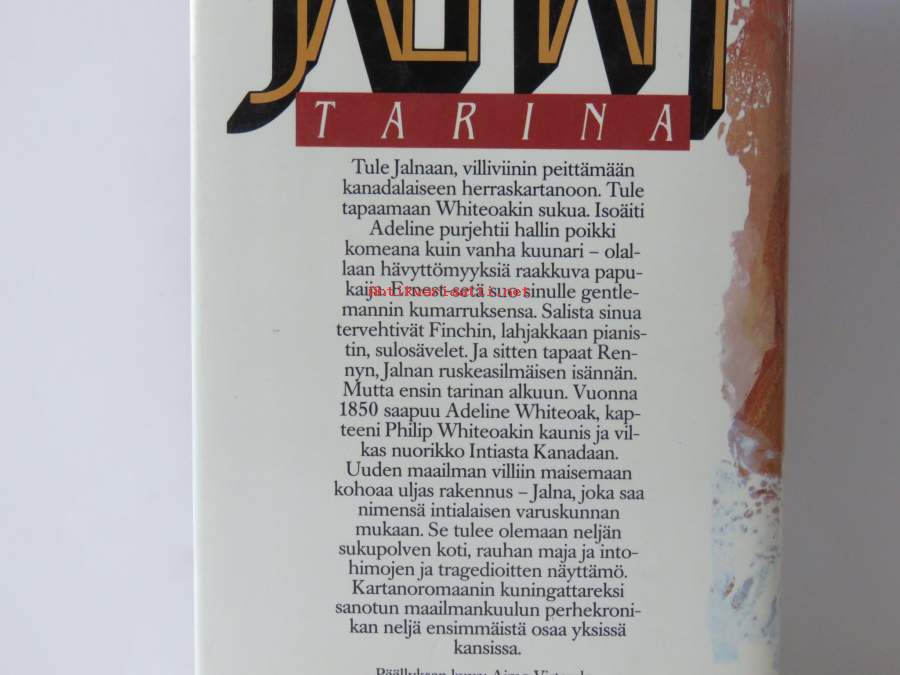 JALNAN
TARINA
Tule Jalnaan, villiviinin peittämään
kanadalaiseen herraskartanoon. Tule
tapaamaan Whiteoakin sukua. Isoäiti
Adeline purjehtii hallin poikki
komeana kuin vanha kuunari – olal-
laan hävyttömyyksiä raakkuva papu-
kaija. Ernest-setä suo sinulle gentle-
mannin kumarruksensa. Salista sinua
tervehtivät Finchin, lahjakkaan pianis-
tin, sulosävelet. Ja sitten tapaat Ren-
nyn, Jalnan ruskeasilmäisen isännän.
Mutta ensin tarinan alkuun. Vuonna
1850 saapuu Adeline Whiteoak, kap-
teeni Philip Whiteoakin kaunis ja vil-
kas nuorikko Intiasta Kanadaan.
Uuden maailman villiin maisemaan
kohoaa uljas rakennus – Jalna, joka saa
nimensä intialaisen varuskunnan
mukaan. Se tulee olemaan neljän
sukupolven koti, rauhan maja ja into-
himojen ja tragedioitten näyttämö.
Kartanoromaanin kuningattareksi
sanotun maailmankuulun perhekroni-
kan neljä ensimmäistä osaa yksissä
kansissa.